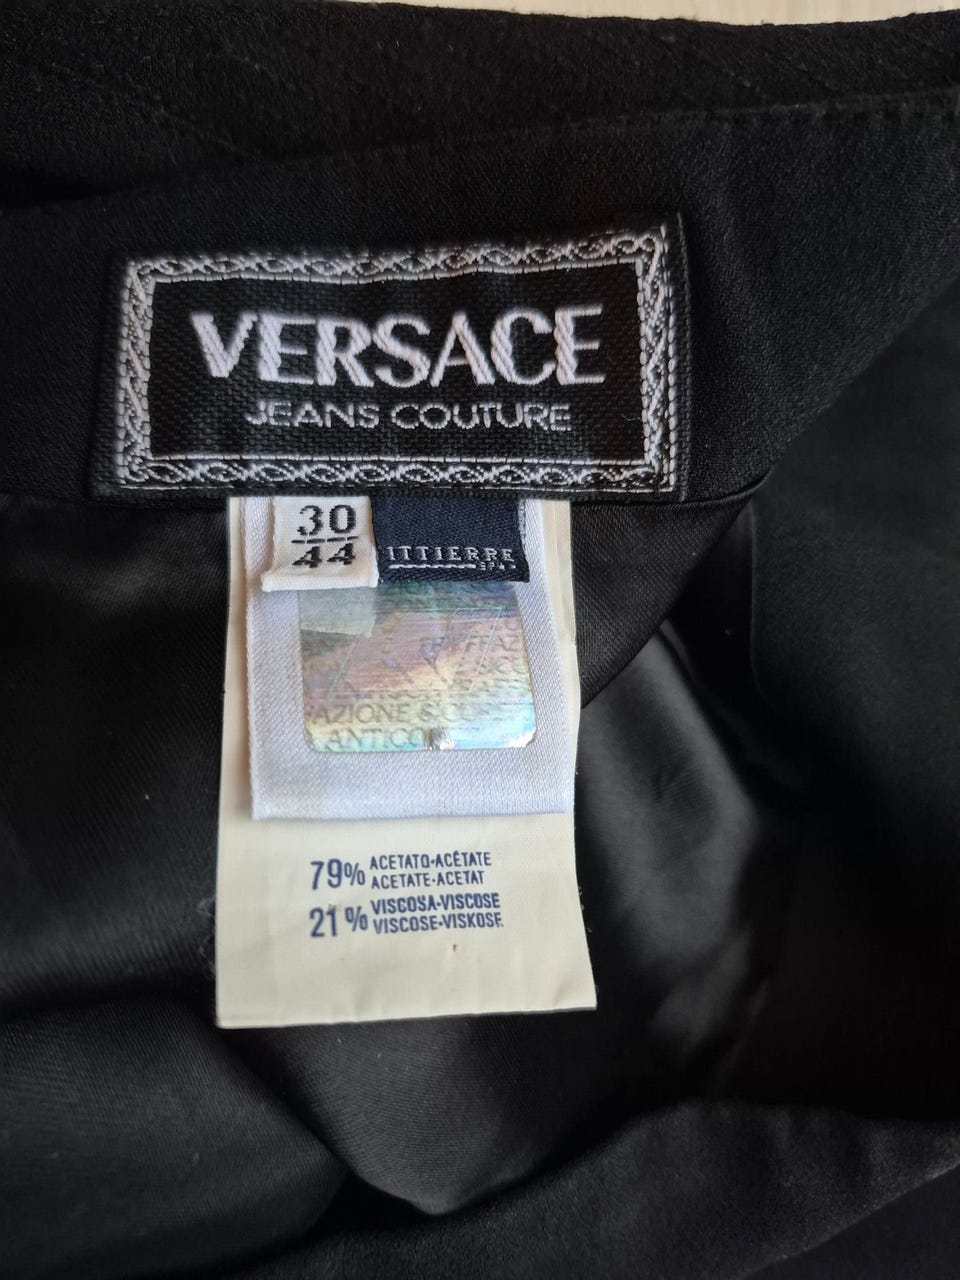 VERSACE
JEANS COUTURE
30
44
ITTIERRE
SPA
AZIONE & 
ANTICO
79% ACETATO-ACÉTATE
ACETATE-ACETAT
21% VISCOSA-VISCOSE
VISCOSE-VISKOSE